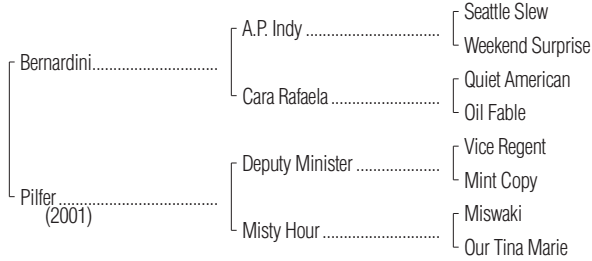 Seattle Slew
A.P. Indy ..............................
Weekend Surprise
Bernardini............................
Quiet American
Cara Rafaela ........................
Oil Fable
Vice Regent
Deputy Minister ..................
Mint Copy
Pilfer....................................
(2001)
Miswaki
Misty Hour ..........................
Our Tina Marie